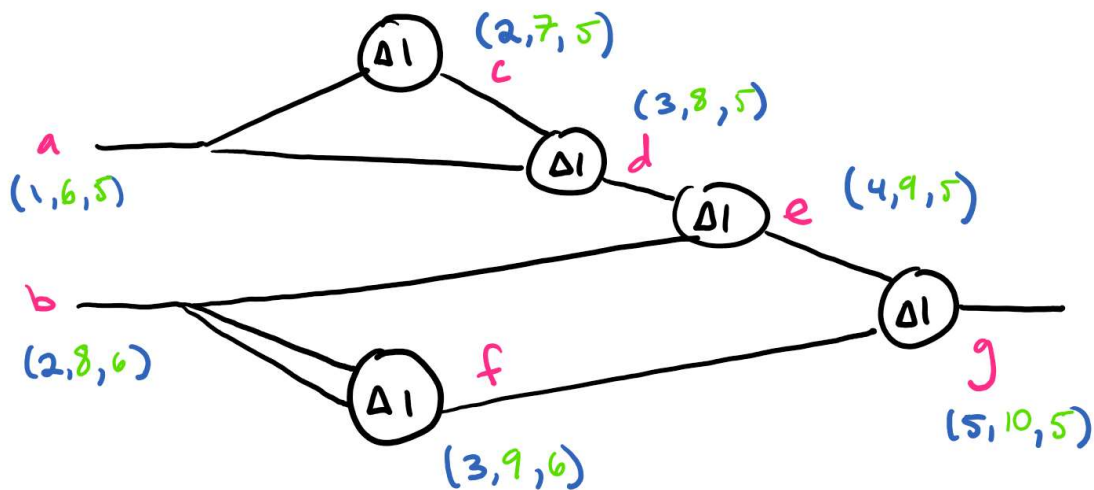 Δ1
(2,7,5)
c
(3,8,5)
a
Δ1
d
(1,6,5)
Δ1
e
(4,9,5)
b
Δ1
(2,8,6)
Δ1
f
g
(3,9,6)
(5,10,5)